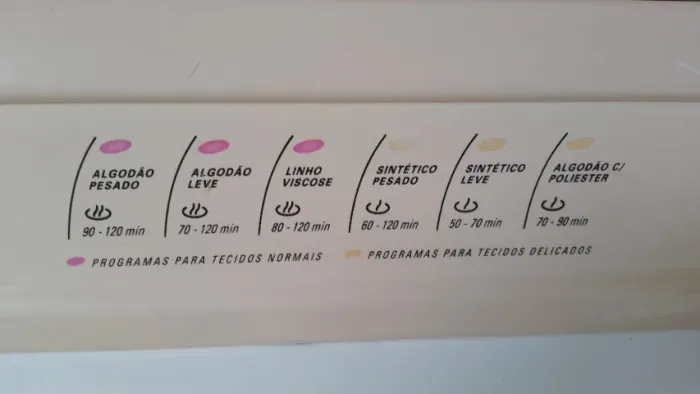 ALGODÃO
PESADO
90 - 120 min
ALGODÃO
LEVE
70 - 120 min
LINHO
VISCOSE
80 - 120 min
SINTÉTICO
PESADO
60 - 120 min
SINTÉTICO
LEVE
50 - 70 min
ALGODÃO C/
POLIESTER
70 - 90 min
PROGRAMAS PARA TECIDOS NORMAIS
PROGRAMAS PARA TECIDOS DELICADOS